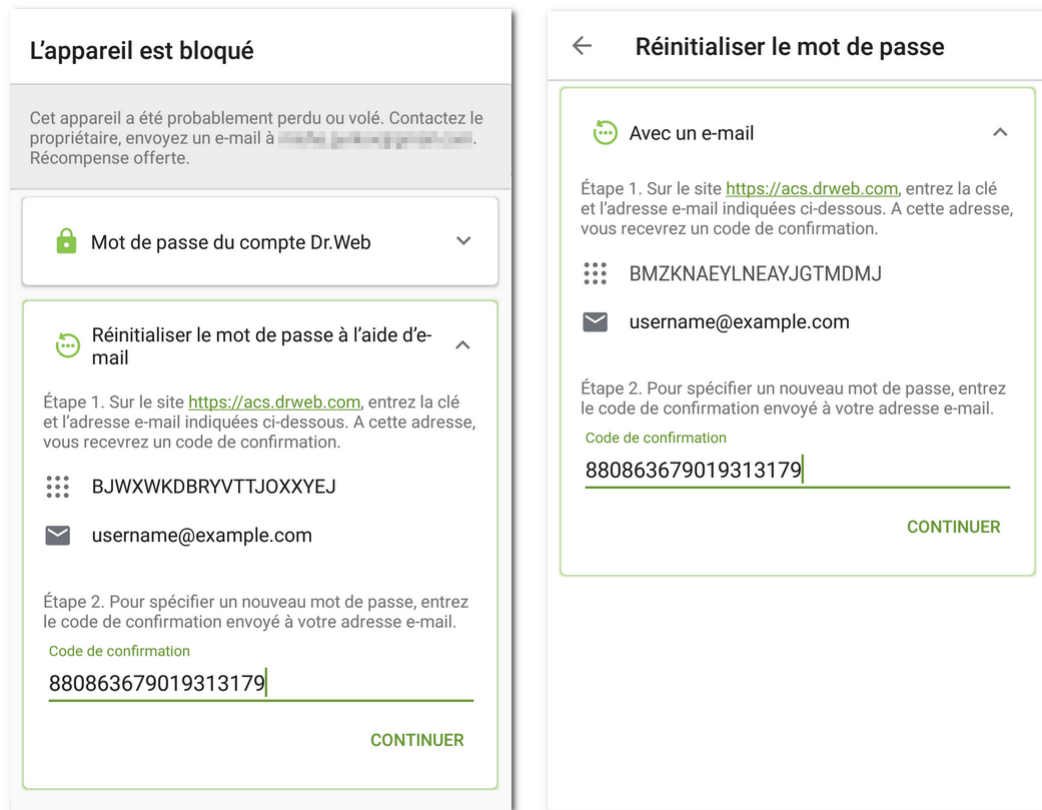 L'appareil est bloqué
Cet appareil a été probablement perdu ou volé. Contactez le
propriétaire, envoyez un e-mail à
Récompense offerte.
Mot de passe du compte Dr.Web
Réinitialiser le mot de passe à l'aide d'e-
mail
Étape 1. Sur le site https://acs.drweb.com, entrez la clé
et l'adresse e-mail indiquées ci-dessous. A cette adresse,
vous recevrez un code de confirmation.
BJWXWKDBRYVTTJOXXYEJ
username@example.com
Étape 2. Pour spécifier un nouveau mot de passe, entrez
le code de confirmation envoyé à votre adresse e-mail.
Code de confirmation
880863679019313179
CONTINUER
Réinitialiser le mot de passe
Avec un e-mail
Étape 1. Sur le site https://acs.drweb.com, entrez la clé
et l'adresse e-mail indiquées ci-dessous. A cette adresse,
vous recevrez un code de confirmation.
BMZKNAEYLNEAYJGTMDMJ
username@example.com
Étape 2. Pour spécifier un nouveau mot de passe, entrez
le code de confirmation envoyé à votre adresse e-mail.
Code de confirmation
880863679019313179
CONTINUER